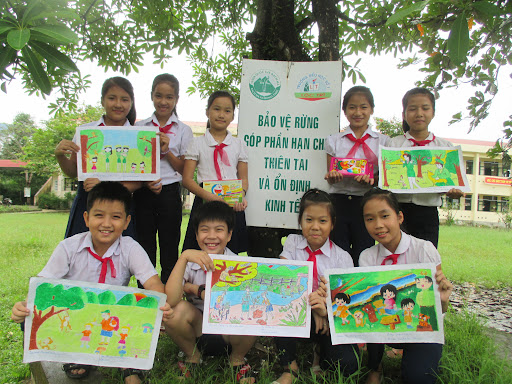 BẢO VỆ RỪNG
GÓP PHẦN HẠN CH
THIÊN TAI
VÀ ỔN ĐỊNH
KINH TẾ